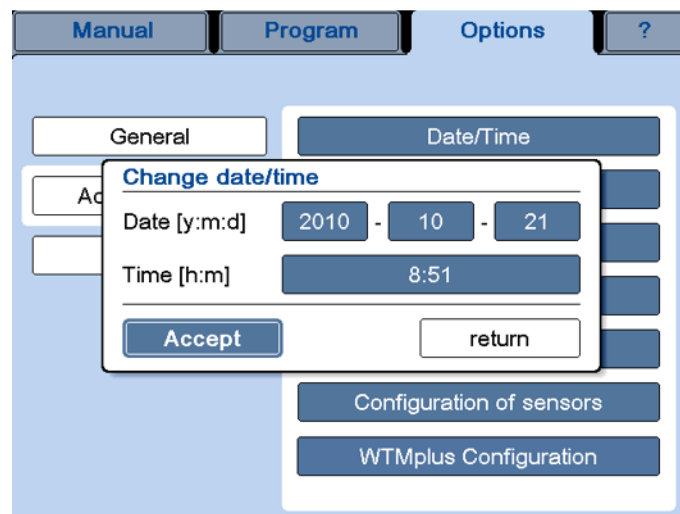 Manual Program Options ?
General Date/Time
Change date/time
Date [y:m:d] 2010 - 10 - 21
Time [h:m] 8:51
Accept return
Configuration of sensors
WTMplus Configuration